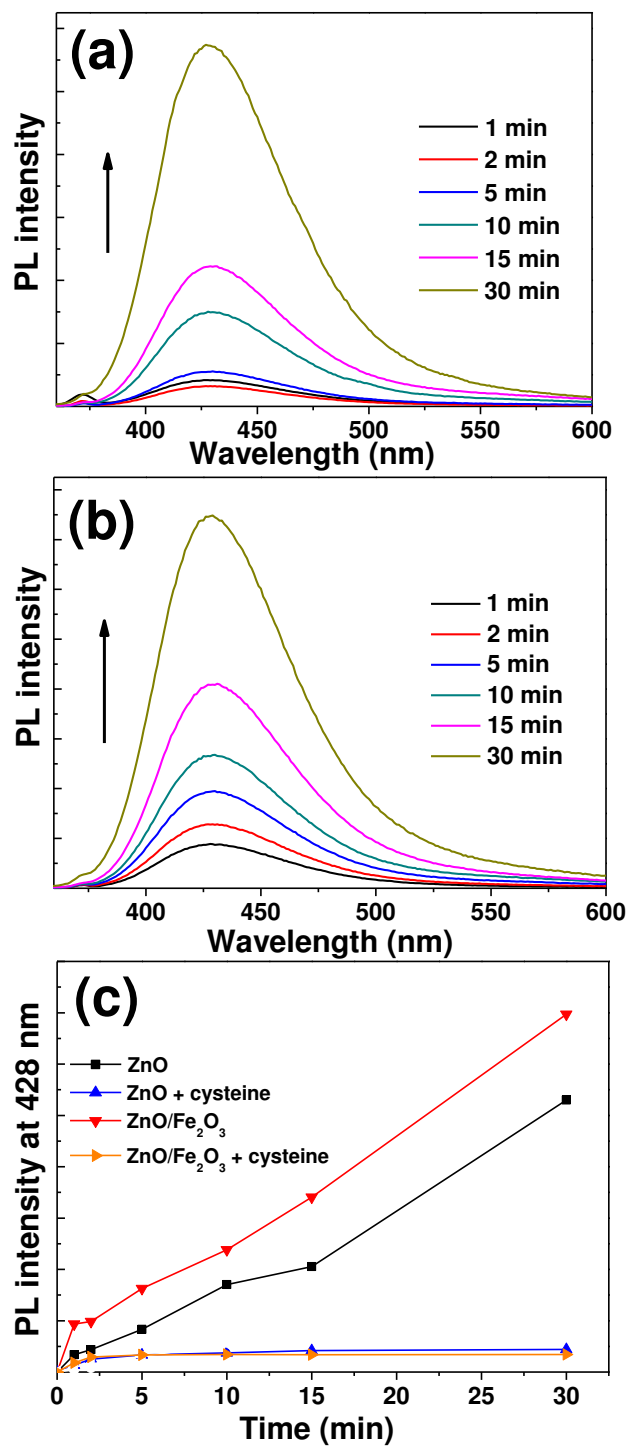 (a)
PL intensity
1 min
2 min
5 min
10 min
15 min
30 min
400 450 500 550 600
Wavelength (nm)
(b)
PL intensity
1 min
2 min
5 min
10 min
15 min
30 min
400 450 500 550 600
Wavelength (nm)
(c)
PL intensity at 428 nm
ZnO
ZnO + cysteine
ZnO/Fe₂O₃
ZnO/Fe₂O₃ + cysteine
0 5 10 15 20 25 30
Time (min)